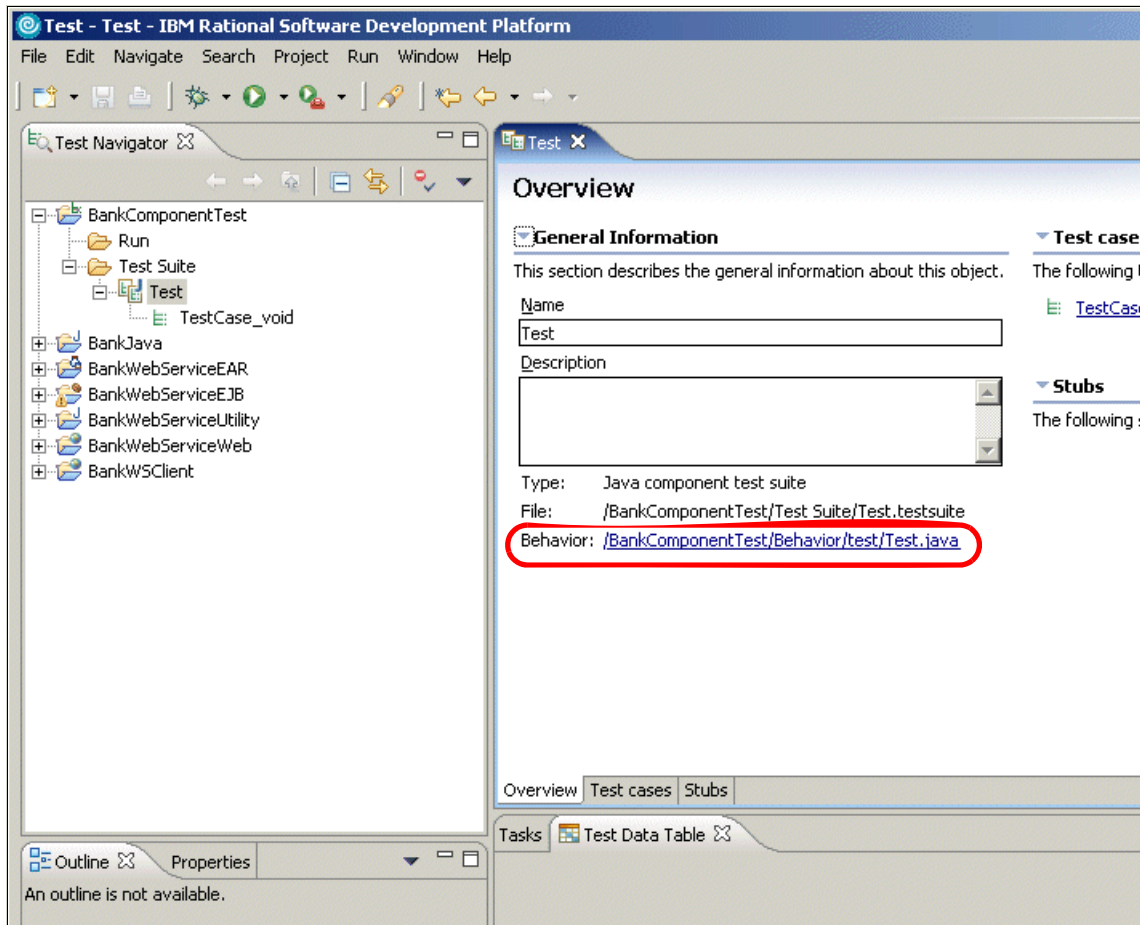 Test - Test - IBM Rational Software Development Platform
File Edit Navigate Search Project Run Window Help
Test Navigator
BankComponentTest
Run
Test Suite
Test
TestCase_void
BankJava
BankWebServiceEAR
BankWebServiceEJB
BankWebServiceUtility
BankWebServiceWeb
BankWSClient
Outline Properties
An outline is not available.
Test
Overview
General Information
This section describes the general information about this object.
Name
Test
Description
Type: Java component test suite
File: /BankComponentTest/Test Suite/Test.testsuite
Behavior: /BankComponentTest/Behavior/test/Test.java
Test case
The following
TestCase
Stubs
The following
Overview Test cases Stubs
Tasks Test Data Table